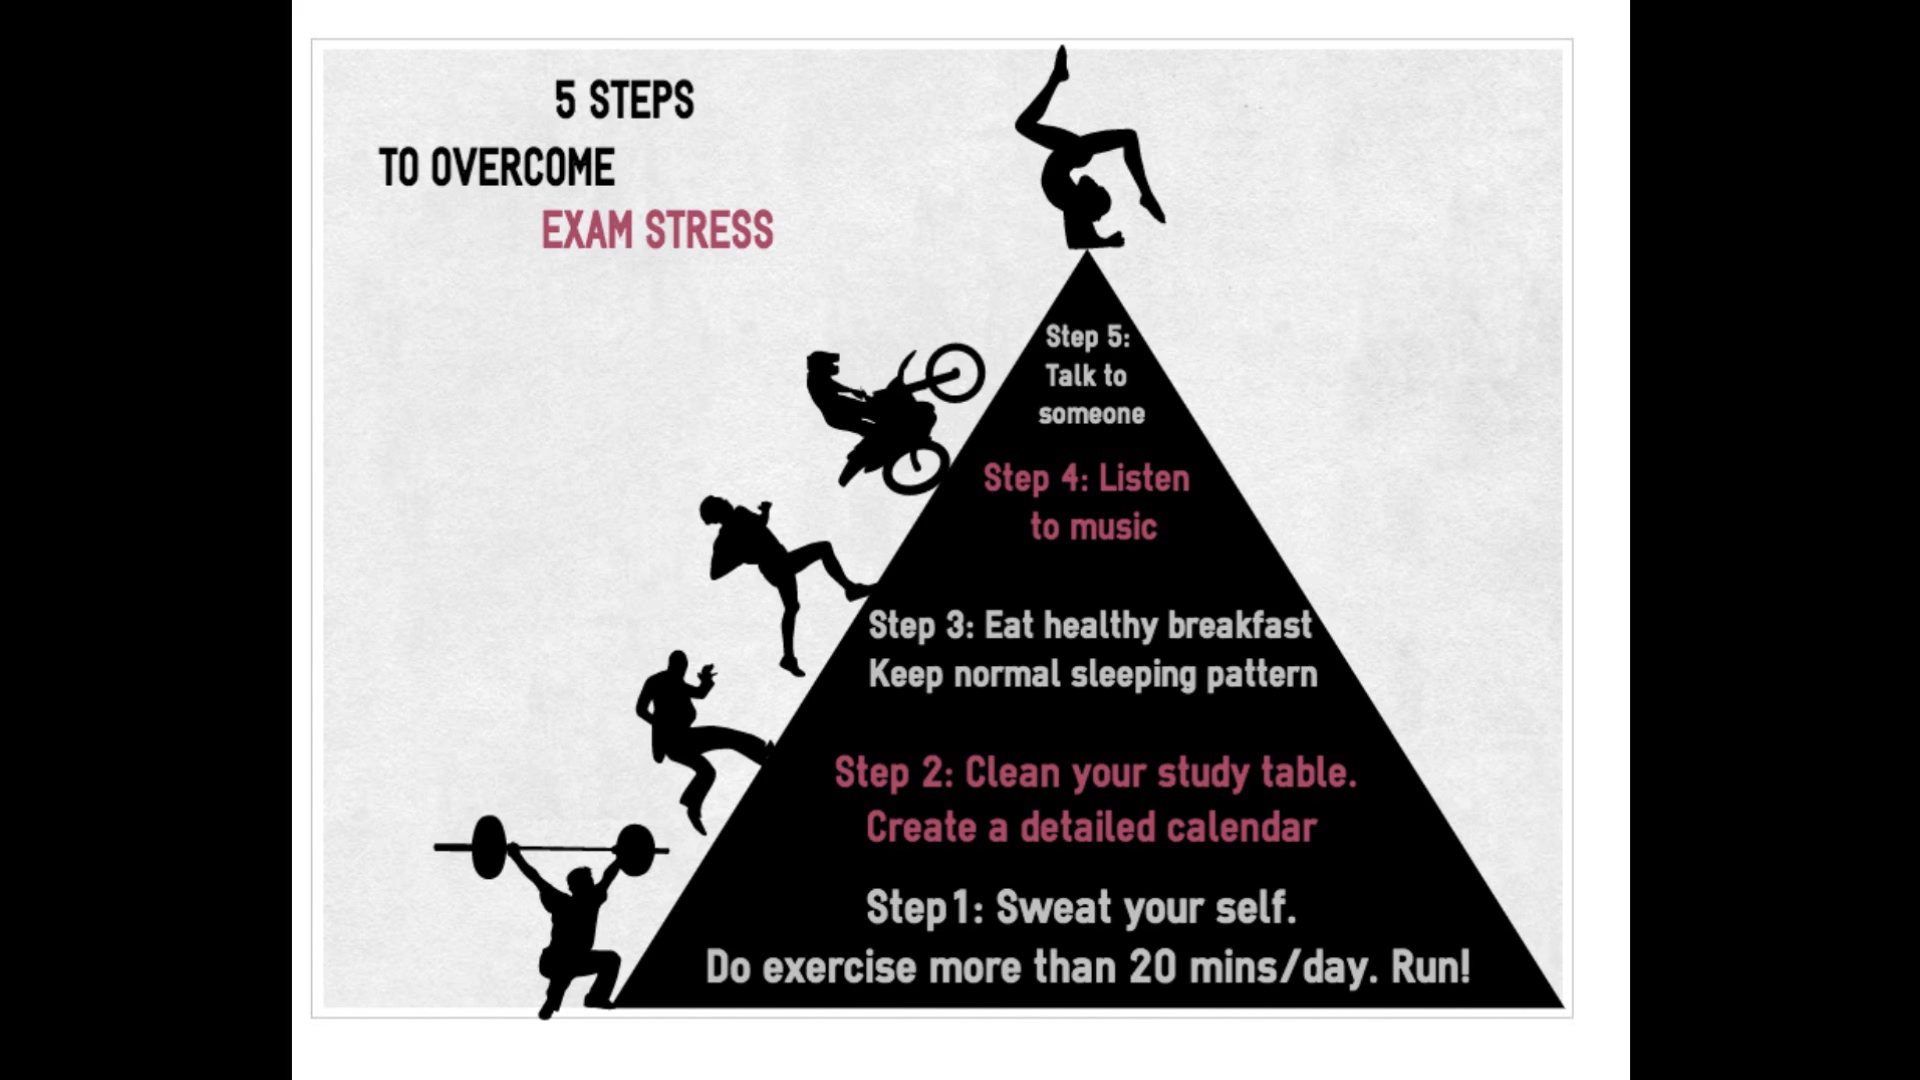 5 STEPS
TO OVERCOME
EXAM STRESS
Step 5:
Talk to
someone
Step 4: Listen
to music
Step 3: Eat healthy breakfast
Keep normal sleeping pattern
Step 2: Clean your study table.
Create a detailed calendar
Step1: Sweat your self.
Do exercise more than 20 mins/day. Run!